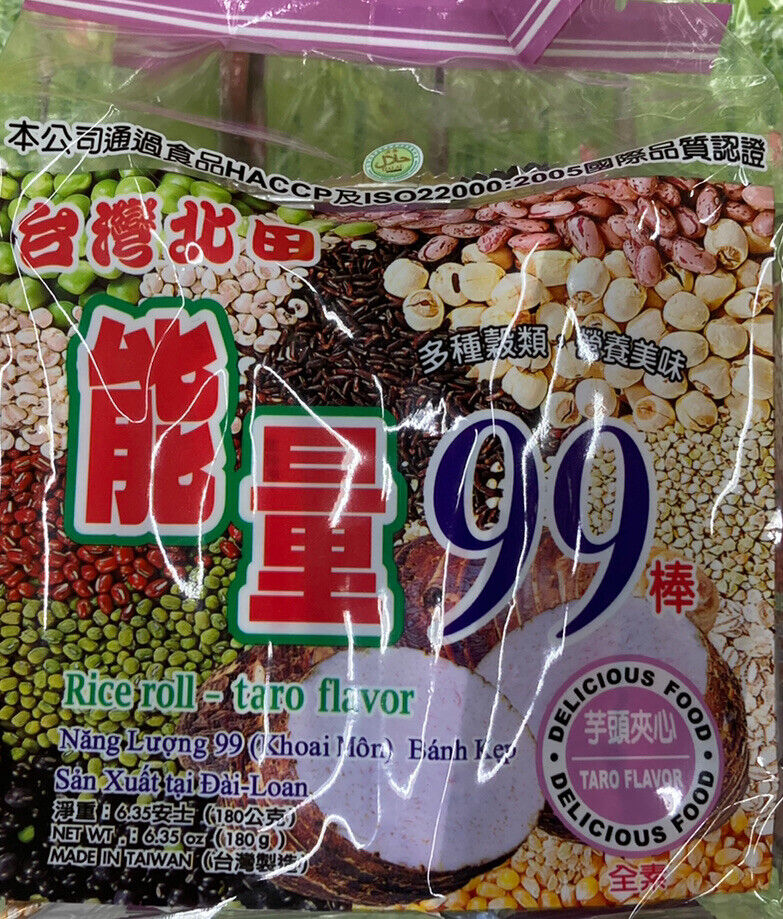 本公司通過食品HACCP及ISO22000:2005國際品質認證
台灣北田
多種穀類 營養美味
能量99棒
Rice roll - taro flavor
Năng Lượng 99 (Khoai Môn) Bánh Kẹp
Sản Xuất tại Đài-Loan
淨重：6.35安士 (180公克)
NET WT.：6.35 oz (180g)
MADE IN TAIWAN (台灣製造)
DELICIOUS FOOD
芋頭夾心
TARO FLAVOR
DELICIOUS FOOD
全素